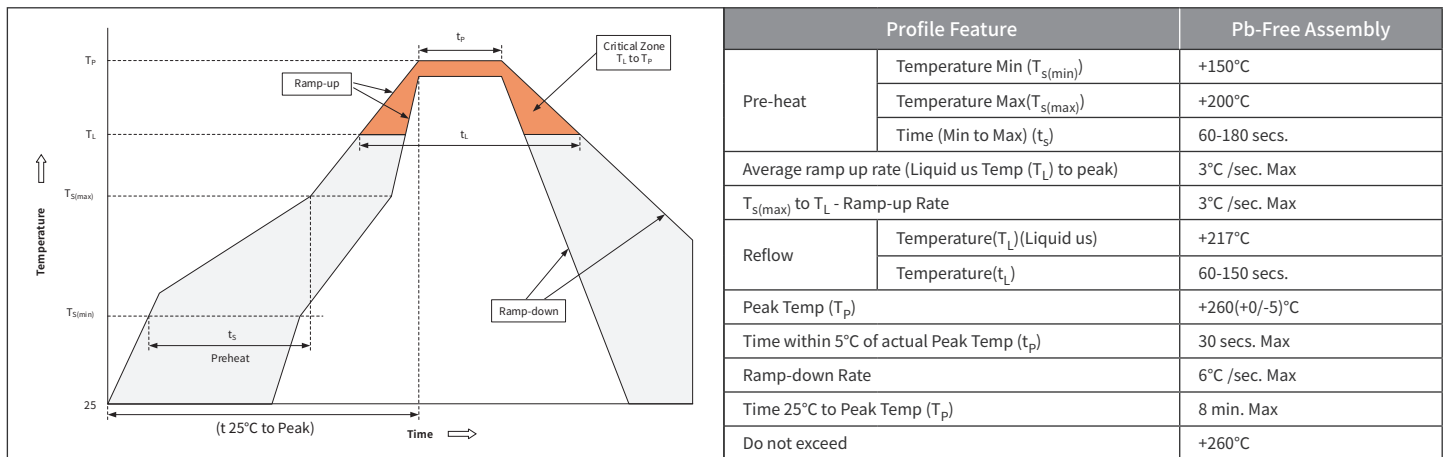 tP
Critical Zone
TL to TP
TP
Ramp-up
TL
tL
TS(max)
Temperature
Ramp-down
TS(min)
tS
Preheat
25
(t 25°C to Peak)
Time
Profile Feature Pb-Free Assembly
Pre-heat
Temperature Min (Ts(min)) +150°C
Temperature Max(Ts(max)) +200°C
Time (Min to Max) (ts) 60-180 secs.
Average ramp up rate (Liquid us Temp (TL) to peak) 3°C /sec. Max
Ts(max) to TL - Ramp-up Rate 3°C /sec. Max
Reflow
Temperature(TL)(Liquid us) +217°C
Temperature(tL) 60-150 secs.
Peak Temp (TP) +260(+0/-5)°C
Time within 5°C of actual Peak Temp (tP) 30 secs. Max
Ramp-down Rate 6°C /sec. Max
Time 25°C to Peak Temp (TP) 8 min. Max
Do not exceed +260°C